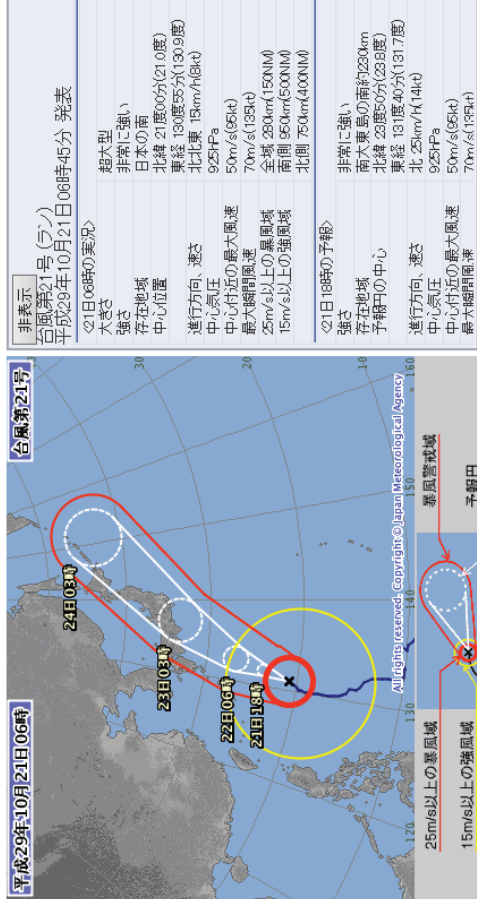 平成29年10月21日06時
台風第21号
24日03時
23日03時
22日06時
21日18時
30
20
10
120
130
140
150
160
All rights reserved. Copyright © Japan Meteorological Agency
25m/s以上の暴風域
暴風警戒域
15m/s以上の強風域
予報円
非表示
台風第21号 (ラン)
平成29年10月21日06時45分 発表
<21日06時の実況>
大きさ 超大型
強さ 非常に強い
存在地域 日本の南
中心位置 北緯 21度00分(21.0度)
東経 130度55分(130.9度)
進行方向、速さ 北北東 15km/h(8kt)
中心気圧 925hPa
中心付近の最大風速 50m/s(95kt)
最大瞬間風速 70m/s(135kt)
25m/s以上の暴風域 全域 280km(150NM)
15m/s以上の強風域 南側 950km(500NM)
北側 750km(400NM)
<21日18時の予報>
強さ 非常に強い
存在地域 南大東島の南約230km
予報円の中心 北緯 23度50分(23.8度)
東経 131度40分(131.7度)
進行方向、速さ 北 25km/h(14kt)
中心気圧 925hPa
中心付近の最大風速 50m/s(95kt)
最大瞬間風速 70m/s(135kt)